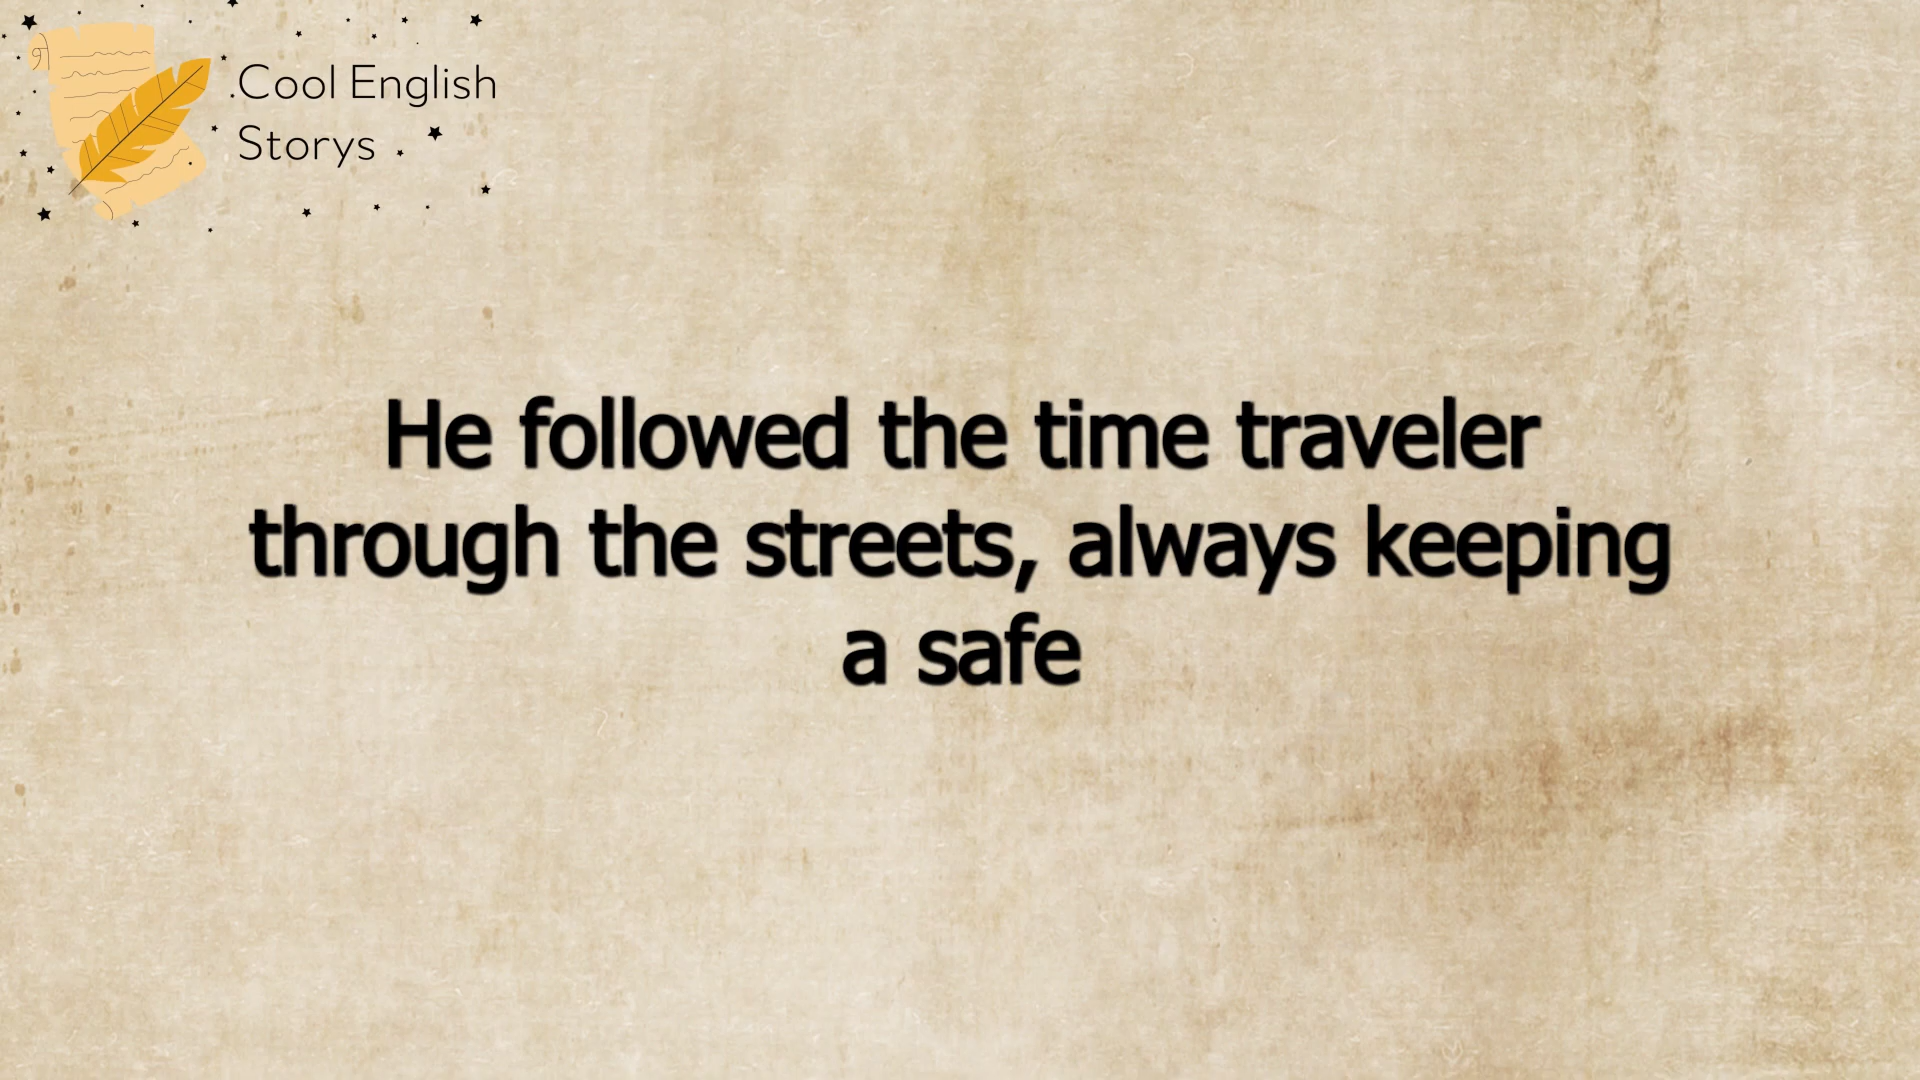 .Cool English
Storys
He followed the time traveler
through the streets, always keeping
a safe